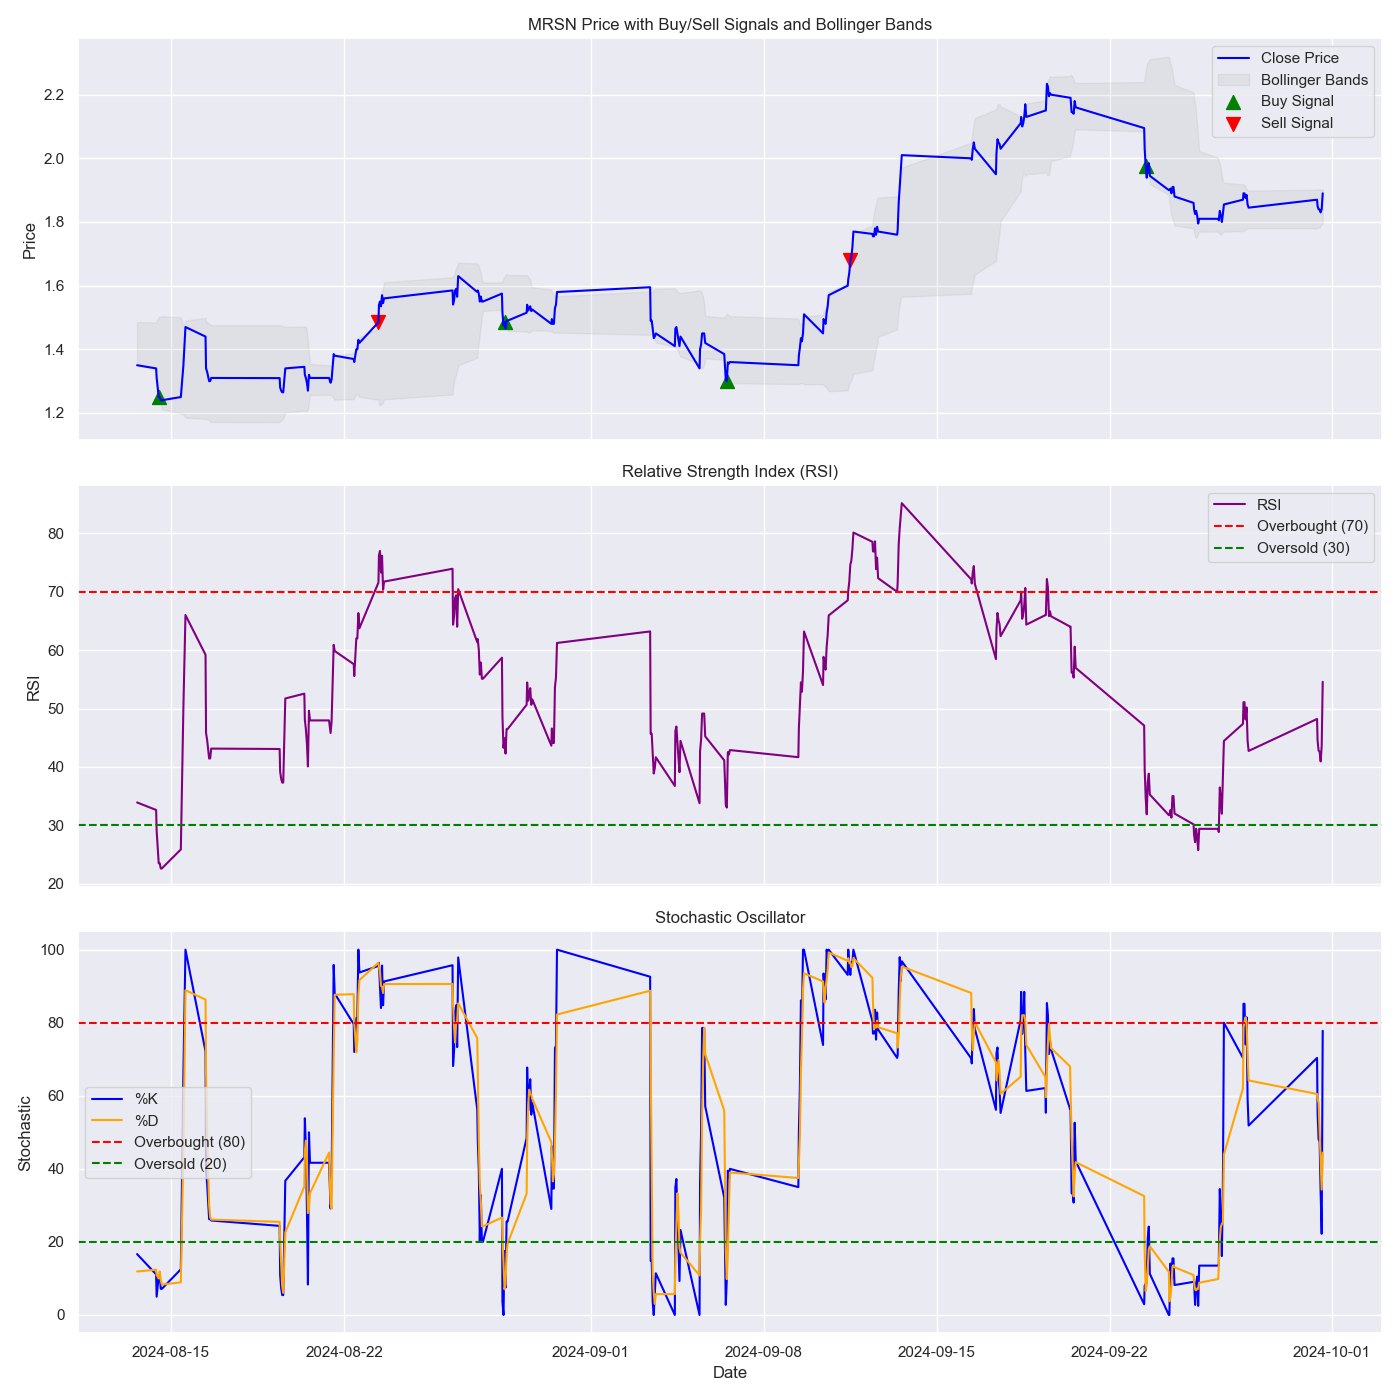 MRSN Price with Buy/Sell Signals and Bollinger Bands
Close Price
Bollinger Bands
Buy Signal
Sell Signal
Price
2.2
2.0
1.8
1.6
1.4
1.2
Relative Strength Index (RSI)
RSI
Overbought (70)
Oversold (30)
RSI
80
70
60
50
40
30
20
Stochastic Oscillator
%K
%D
Overbought (80)
Oversold (20)
Stochastic
100
80
60
40
20
0
2024-08-15
2024-08-22
2024-09-01
2024-09-08
2024-09-15
2024-09-22
2024-10-01
Date